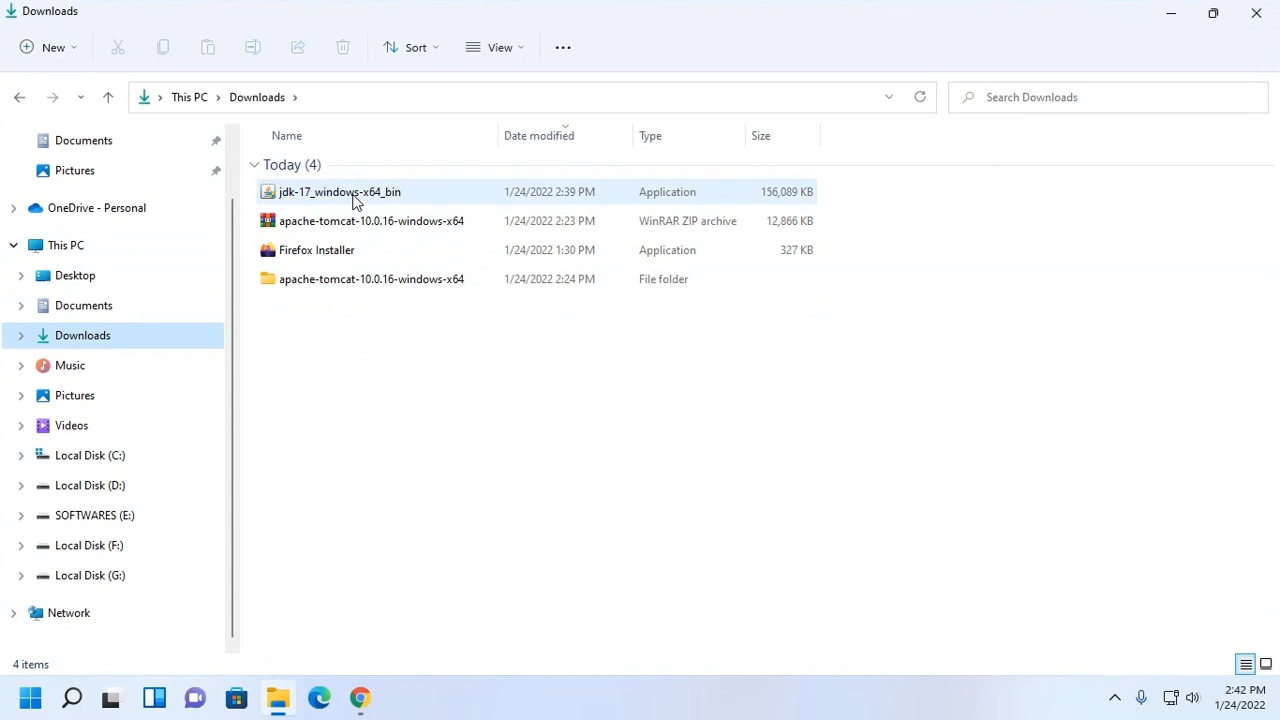 Downloads
New Sort View
This PC Downloads Search Downloads
Documents
Pictures
OneDrive - Personal
This PC
Desktop
Documents
Downloads
Music
Pictures
Videos
Local Disk (C:)
Local Disk (D:)
SOFTWARES (E:)
Local Disk (F:)
Local Disk (G:)
Network
Name Date modified Type Size
Today (4)
jdk-17_windows-x64_bin 1/24/2022 2:39 PM Application 156,089 KB
apache-tomcat-10.0.16-windows-x64 1/24/2022 2:23 PM WinRAR ZIP archive 12,866 KB
Firefox Installer 1/24/2022 1:30 PM Application 327 KB
apache-tomcat-10.0.16-windows-x64 1/24/2022 2:24 PM File folder
4 items
2:42 PM
1/24/2022